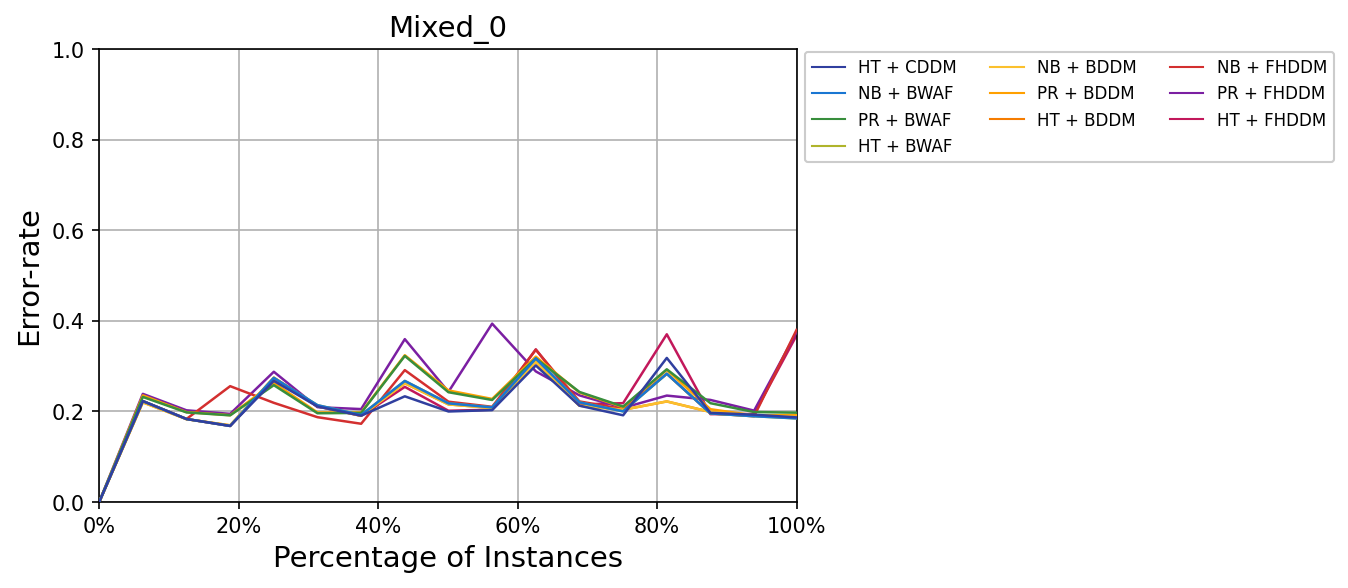 Mixed_0
1.0
0.8
0.6
0.4
0.2
0.0
Error-rate
0% 20% 40% 60% 80% 100%
Percentage of Instances
HT + CDDM
NB + BWAF
PR + BWAF
HT + BWAF
NB + BDDM
PR + BDDM
HT + BDDM
NB + FHDDM
PR + FHDDM
HT + FHDDM